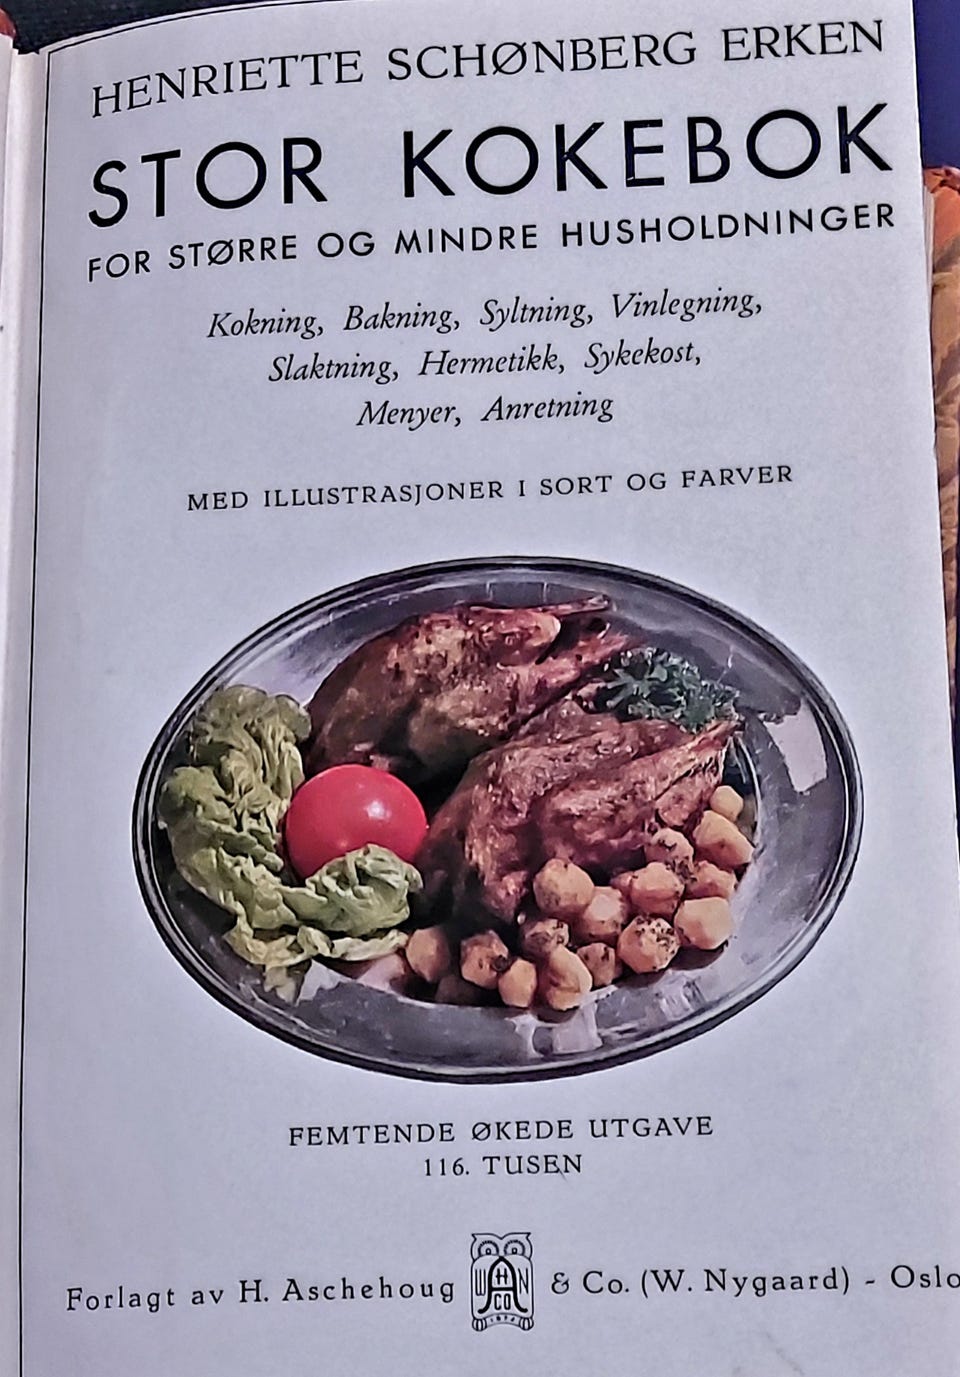 HENRIETTE SCHØNBERG ERKEN
STOR KOKEBOK
FOR STØRRE OG MINDRE HUSHOLDNINGER
Kokning, Bakning, Syltning, Vinlegning,
Slaktning, Hermetikk, Sykekost,
Menyer, Anretning
MED ILLUSTRASJONER I SORT OG FARVER
FEMTENDE ØKEDE UTGAVE
116. TUSEN
Forlagt av H. Aschehoug W H A N CO & Co. (W. Nygaard) - Oslo